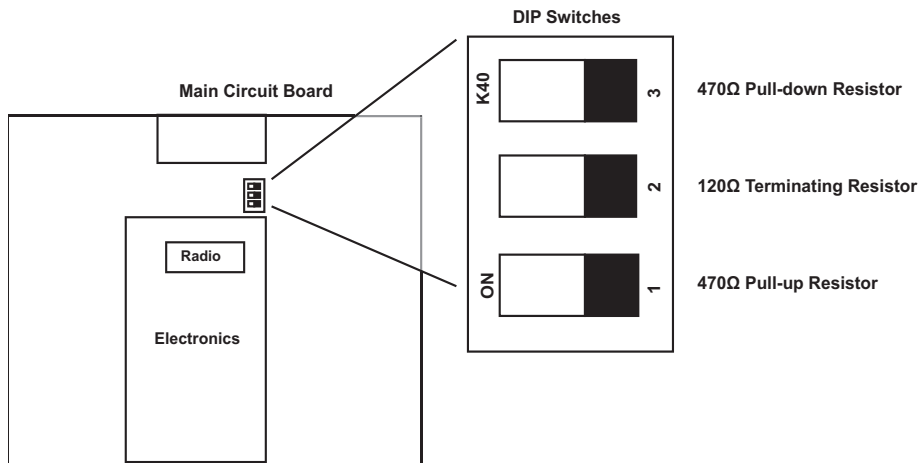 DIP Switches
Main Circuit Board
K40
3
470Ω Pull-down Resistor
2
120Ω Terminating Resistor
ON
1
470Ω Pull-up Resistor
Radio
Electronics